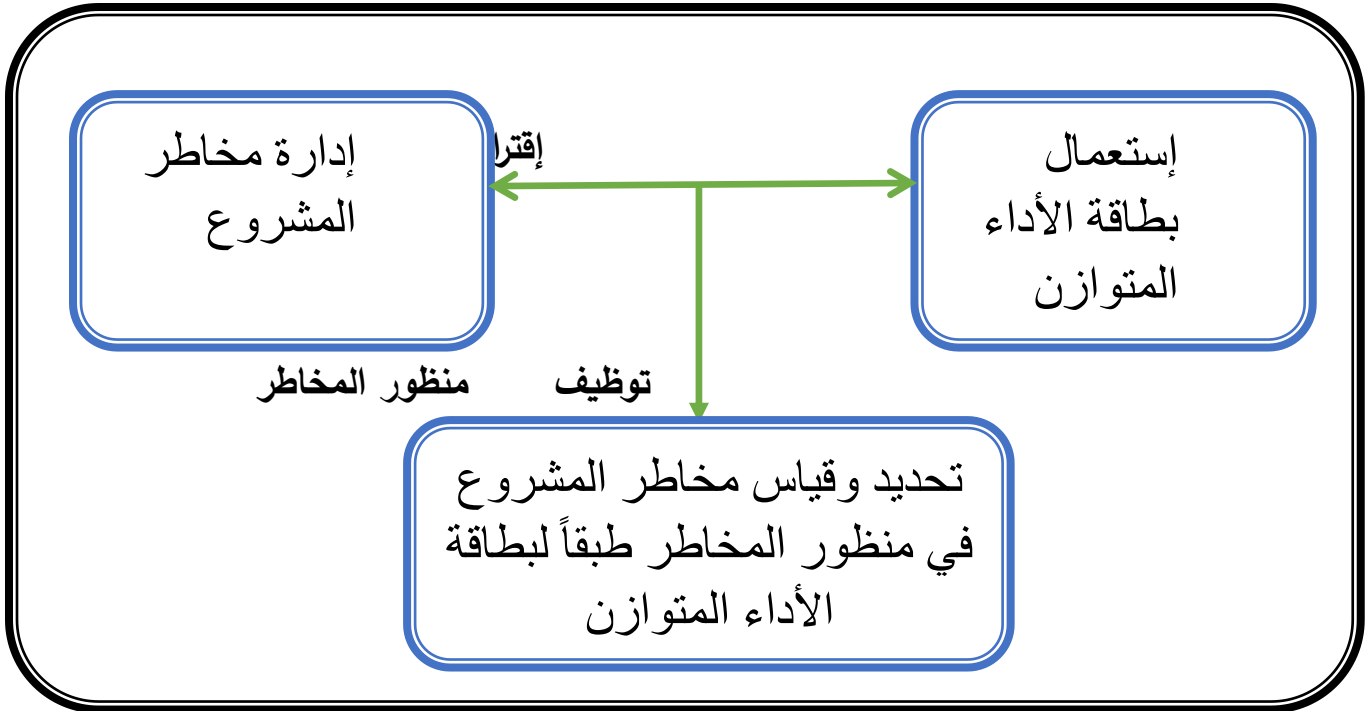 إستعمال
بطاقة الأداء
المتوازن
إقترا
إدارة مخاطر
المشروع
توظيف منظور المخاطر
تحديد وقياس مخاطر المشروع
في منظور المخاطر طبقاً لبطاقة
الأداء المتوازن